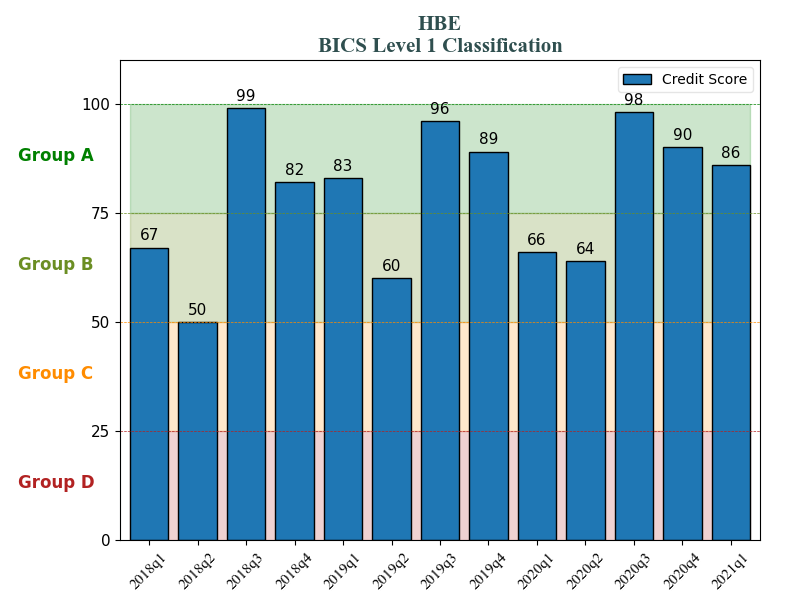 HBE
BICS Level 1 Classification
Credit Score
100
75
50
25
0
Group A
Group B
Group C
Group D
67
50
99
82
83
60
96
89
66
64
98
90
86
2018q1
2018q2
2018q3
2018q4
2019q1
2019q2
2019q3
2019q4
2020q1
2020q2
2020q3
2020q4
2021q1